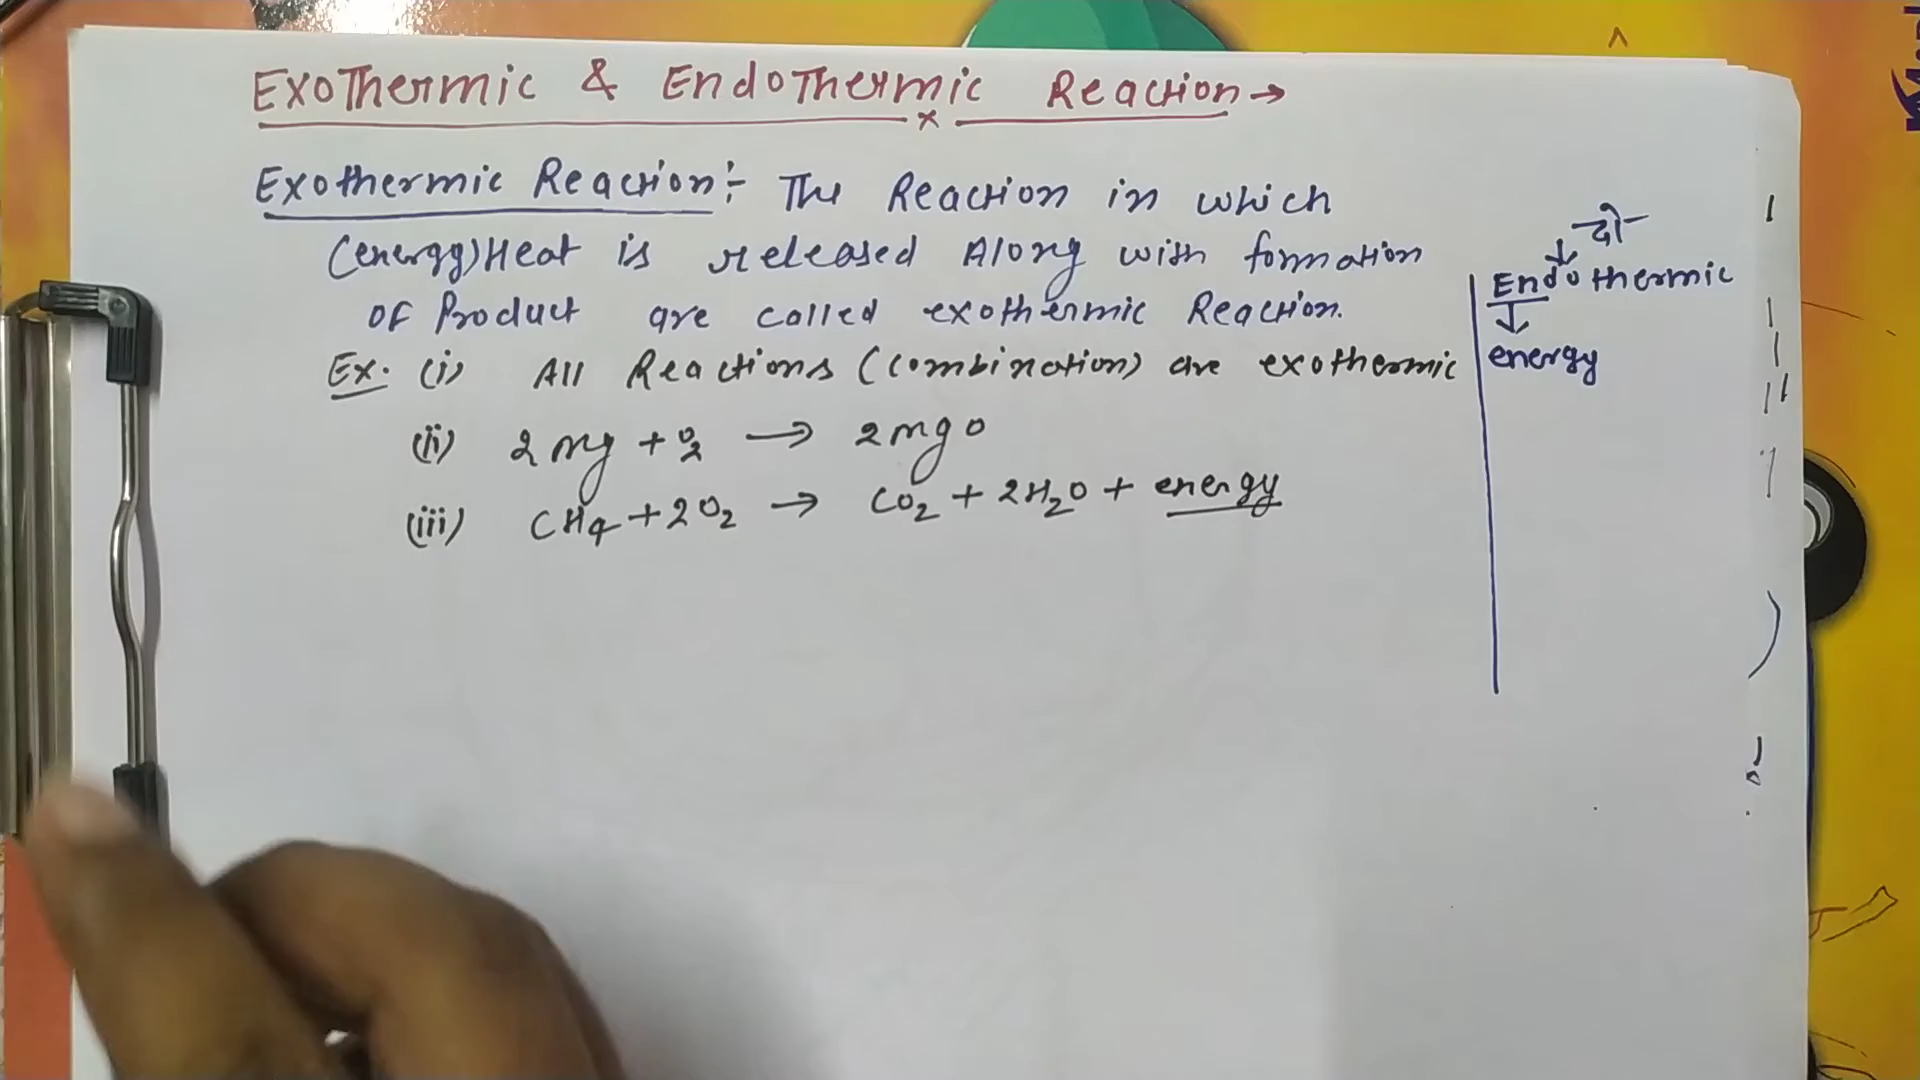 Exothermic & Endothermic Reaction →
Exothermic Reaction:- The Reaction in which
(energy) Heat is released Along with formation
of Product are called exothermic Reaction.
Ex. (i) All Reactions (combination) are exothermic
(ii) 2mg + O₂ → 2mgo
(iii) CH₄ + 2O₂ → CO₂ + 2H₂O + energy
दो
↓
Endothermic
↓
energy